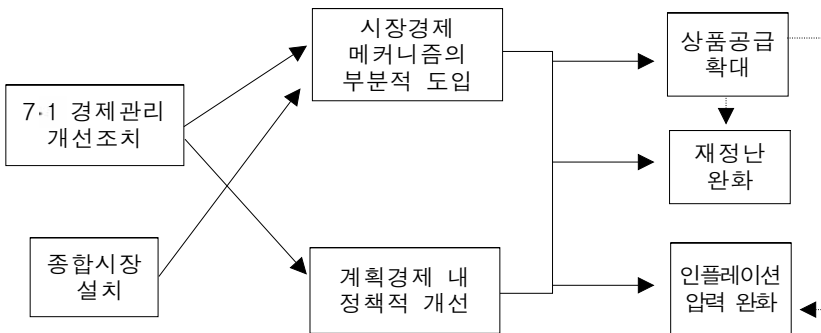 시장경제
메커니즘의
부분적 도입
상품공급
확대
7·1 경제관리
개선조치
재정난
완화
종합시장
설치
계획경제 내
정책적 개선
인플레이션
압력 완화